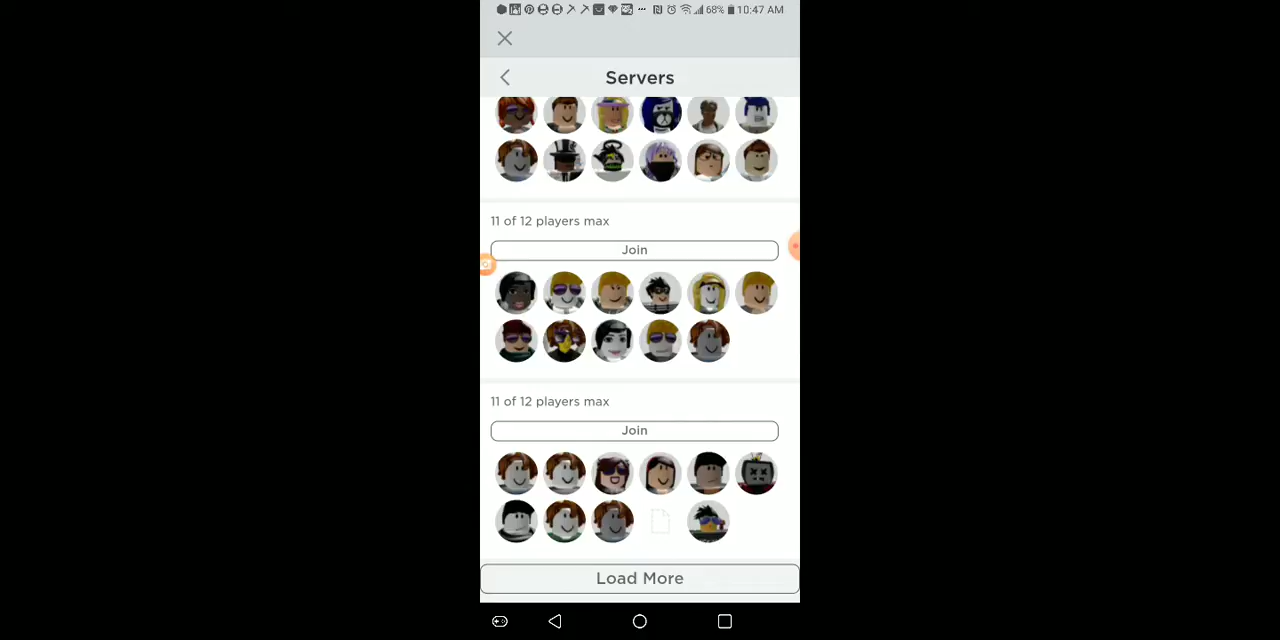 68% 10:47 AM
Servers
11 of 12 players max
Join
11 of 12 players max
Join
Load More